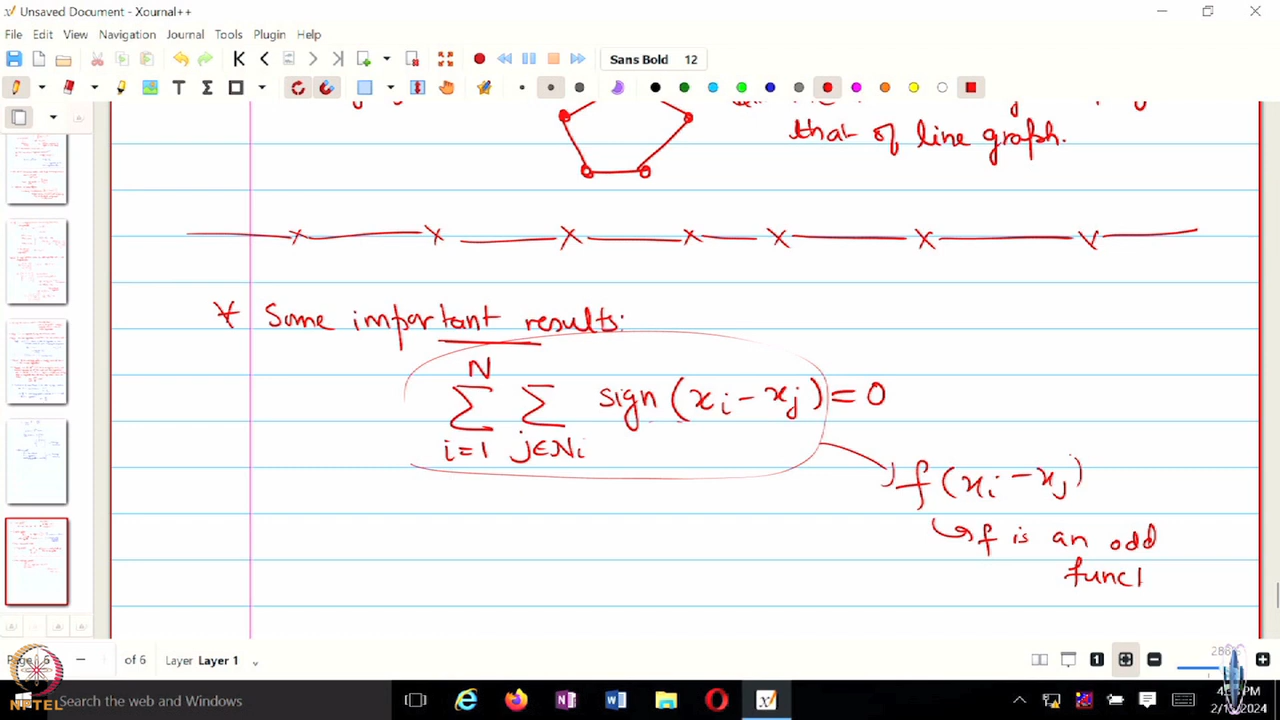 Unsaved Document - Xournal++
File Edit View Navigation Journal Tools Plugin Help
Sans Bold 12
that of line graph.
* Some important results:
N
∑ ∑ sign (xi - xj) = 0
i=1 j∈Ni
f(xi - xj)
f is an odd
funcl
of 6 Layer Layer 1
Search the web and Windows
NPTEL